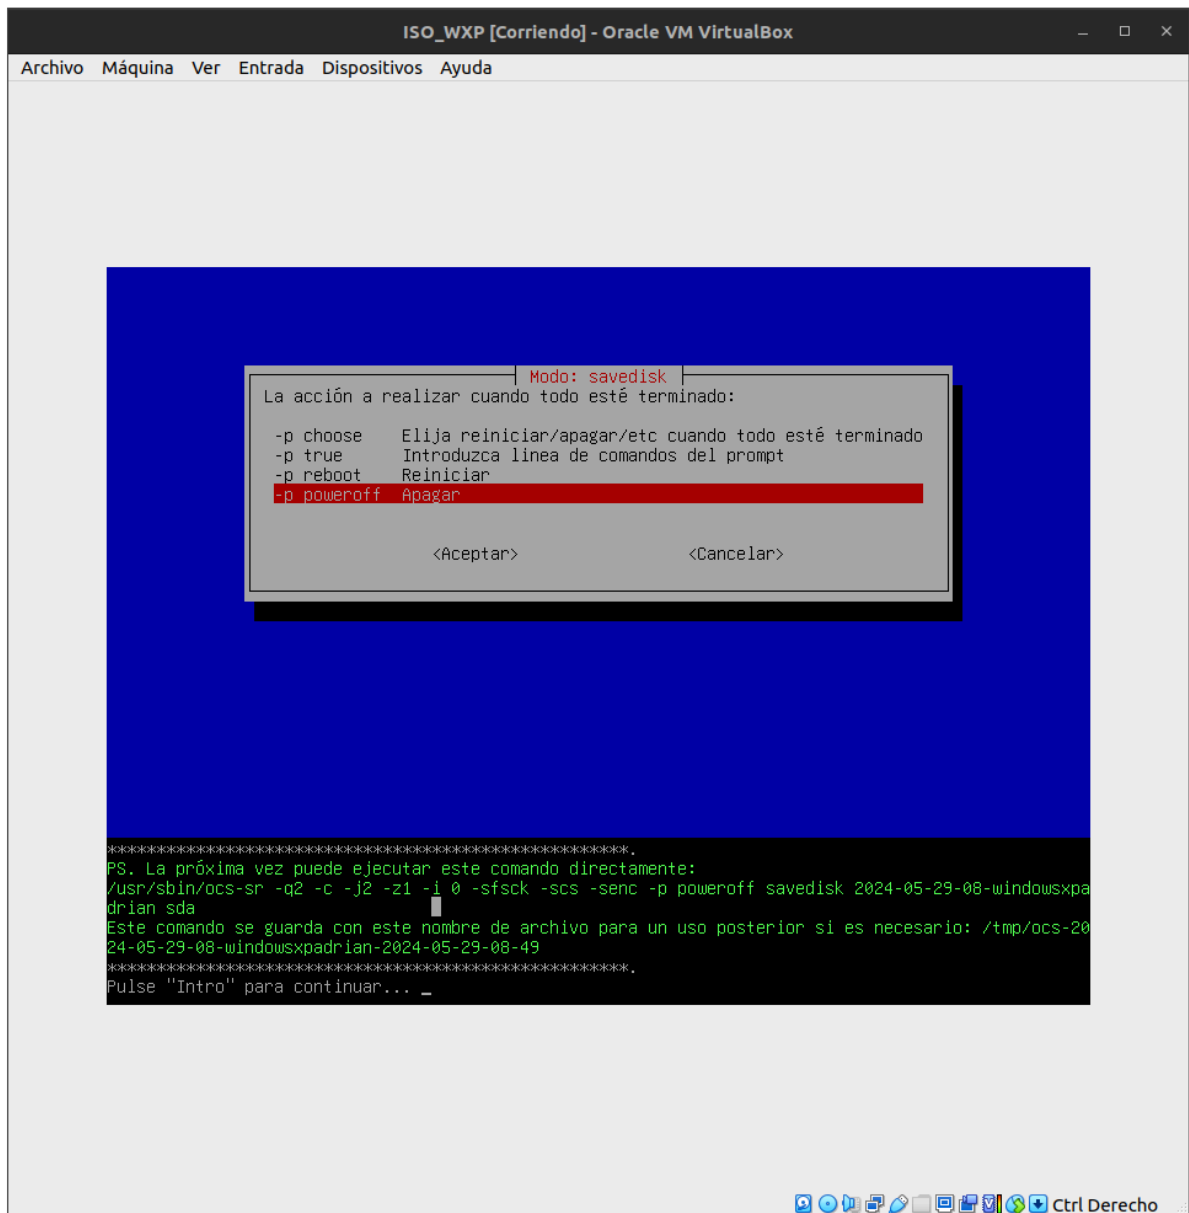 ISO_WXP [Corriendo] - Oracle VM VirtualBox
Archivo Máquina Ver Entrada Dispositivos Ayuda
Modo: savedisk
La acción a realizar cuando todo esté terminado:
-p choose Elija reiniciar/apagar/etc cuando todo esté terminado
-p true Introduzca linea de comandos del prompt
-p reboot Reiniciar
-p poweroff Apagar
<Aceptar> <Cancelar>
*****************************************************.
PS. La próxima vez puede ejecutar este comando directamente:
/usr/sbin/ocs-sr -q2 -c -j2 -z1 -i 0 -sfsck -scs -senc -p poweroff savedisk 2024-05-29-08-windowsxpa
drian sda
Este comando se guarda con este nombre de archivo para un uso posterior si es necesario: /tmp/ocs-20
24-05-29-08-windowsxpadrian-2024-05-29-08-49
*****************************************************.
Pulse "Intro" para continuar... _
Ctrl Derecho